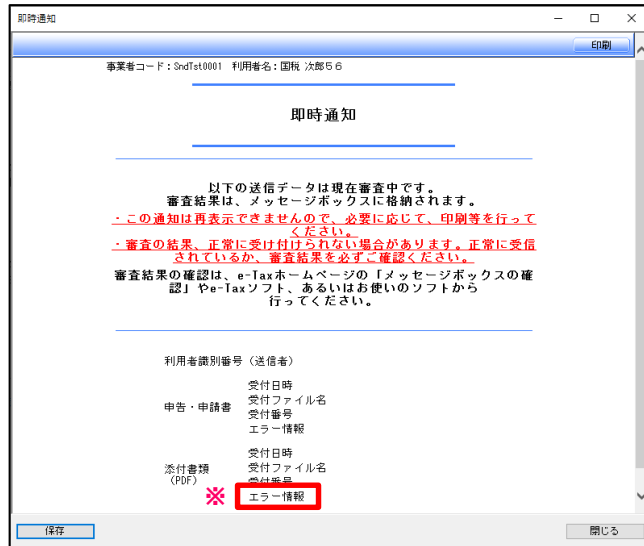 即時通知
印刷
事業者コード：SndTst0001　利用者名：国税 次郎５６
即時通知
以下の送信データは現在審査中です。
審査結果は、メッセージボックスに格納されます。
・この通知は再表示できませんので、必要に応じて、印刷等を行って
ください。
・審査の結果、正常に受け付けられない場合があります。正常に受信
されているか、審査結果を必ずご確認ください。
審査結果の確認は、e-Taxホームページの「メッセージボックスの確
認」やe-Taxソフト、あるいはお使いのソフトから
行ってください。
利用者識別番号（送信者）
受付日時
申告・申請書 受付ファイル名
受付番号
エラー情報
受付日時
添付書類 受付ファイル名
（PDF） 受付番号
※ エラー情報
保存
閉じる